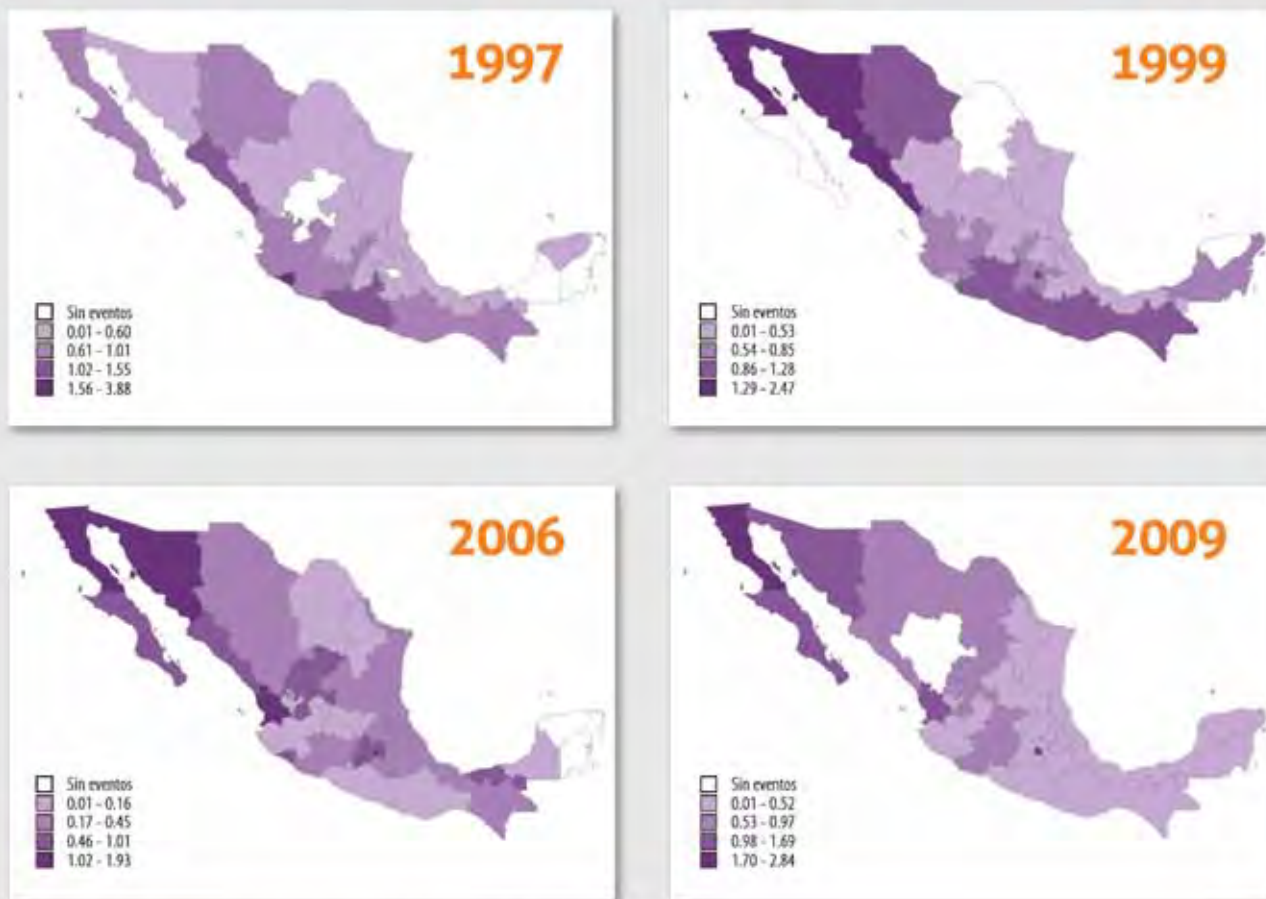 1997
Sin eventos
0.01 - 0.60
0.61 - 1.01
1.02 - 1.55
1.56 - 3.88
1999
Sin eventos
0.01 - 0.53
0.54 - 0.85
0.86 - 1.28
1.29 - 2.47
2006
Sin eventos
0.01 - 0.16
0.17 - 0.45
0.46 - 1.01
1.02 - 1.93
2009
Sin eventos
0.01 - 0.52
0.53 - 0.97
0.98 - 1.69
1.70 - 2.84